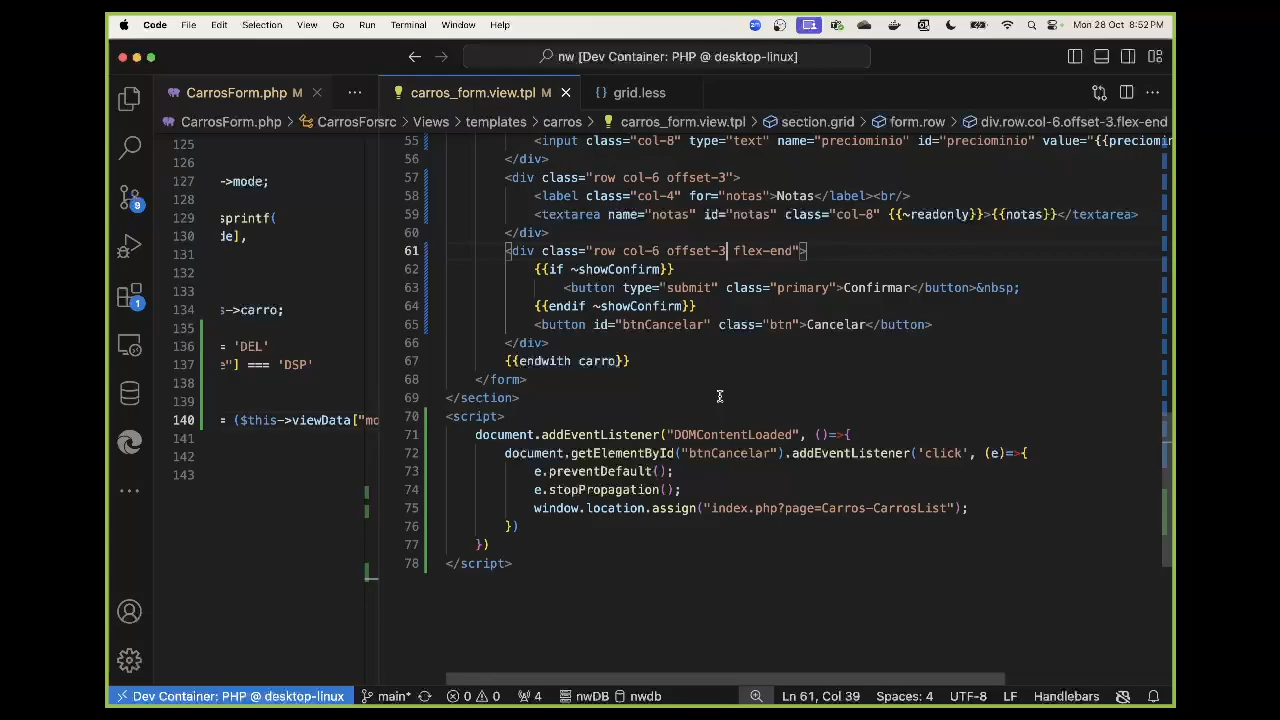 Code File Edit Selection View Go Run Terminal Window Help Mon 28 Oct 8:52 PM
nw [Dev Container: PHP @ desktop-linux]
CarrosForm.php M ... carros_form.view.tpl M grid.less ...
CarrosForm.php > CarrosForsrc > Views > templates > carros > carros_form.view.tpl > section.grid > form.row > div.row.col-6.offset-3.flex-end
125
126
127 ->mode;
128
129 sprintf(
130 de],
131
132
133
134 s->carro;
135
136 = 'DEL'
137 e"] === 'DSP'
138
139
140 = ($this->viewData["mo
141
142
143
55 <input class="col-8" type="text" name="preciominio" id="preciominio" value="{{preciomin
56 </div>
57 <div class="row col-6 offset-3">
58 <label class="col-4" for="notas">Notas</label><br/>
59 <textarea name="notas" id="notas" class="col-8" {{~readonly}}>{{notas}}</textarea>
60 </div>
61 <div class="row col-6 offset-3 flex-end">
62 {{if ~showConfirm}}
63 <button type="submit" class="primary">Confirmar</button>&nbsp;
64 {{endif ~showConfirm}}
65 <button id="btnCancelar" class="btn">Cancelar</button>
66 </div>
67 {{endwith carro}}
68 </form>
69 </section>
70 <script>
71 document.addEventListener("DOMContentLoaded", ()=>{
72 document.getElementById("btnCancelar").addEventListener('click', (e)=>{
73 e.preventDefault();
74 e.stopPropagation();
75 window.location.assign("index.php?page=Carros-CarrosList");
76 })
77 })
78 </script>
9
1
Dev Container: PHP @ desktop-linux main* 0 0 4 nwDB nwdb Ln 61, Col 39 Spaces: 4 UTF-8 LF Handlebars